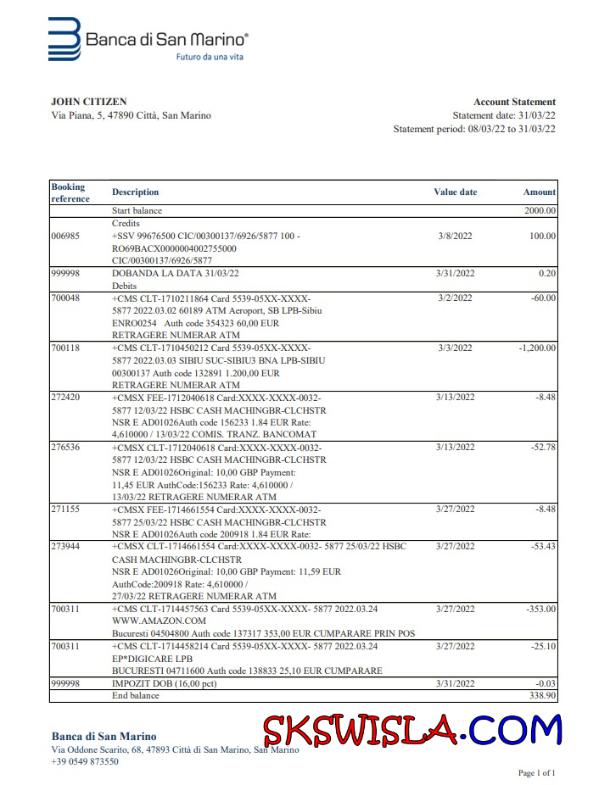 Banca di San Marino®
Futuro da una vita
JOHN CITIZEN
Via Piana, 5, 47890 Città, San Marino
Account Statement
Statement date: 31/03/22
Statement period: 08/03/22 to 31/03/22
Booking reference Description Value date Amount
Start balance 2000.00
Credits
006985 +SSV 99676500 CIC/00300137/6926/5877 100 - 3/8/2022 100.00
RO69BACX0000004002755000
CIC/00300137/6926/5877
999998 DOBANDA LA DATA 31/03/22 3/31/2022 0.20
Debits
700048 +CMS CLT-1710211864 Card 5539-05XX-XXXX- 3/2/2022 -60.00
5877 2022.03.02 60189 ATM Aeroport, SB LPB-Sibiu
ENRO0254 Auth code 354323 60,00 EUR
RETRAGERE NUMERAR ATM
700118 +CMS CLT-1710450212 Card 5539-05XX-XXXX- 3/3/2022 -1,200.00
5877 2022.03.03 SIBIU SUC-SIBIU3 BNA LPB-SIBIU
00300137 Auth code 132891 1.200,00 EUR
RETRAGERE NUMERAR ATM
272420 +CMSX FEE-1712040618 Card:XXXX-XXXX-0032- 3/13/2022 -8.48
5877 12/03/22 HSBC CASH MACHINGBR-CLCHSTR
NSR E AD01026Auth code 156233 1.84 EUR Rate:
4,610000 / 13/03/22 COMIS. TRANZ. BANCOMAT
276536 +CMSX CLT-1712040618 Card:XXXX-XXXX-0032- 3/13/2022 -52.78
5877 12/03/22 HSBC CASH MACHINGBR-CLCHSTR
NSR E AD01026Original: 10,00 GBP Payment:
11,45 EUR AuthCode:156233 Rate: 4,610000 /
13/03/22 RETRAGERE NUMERAR ATM
271155 +CMSX FEE-1714661554 Card:XXXX-XXXX-0032- 3/27/2022 -8.48
5877 25/03/22 HSBC CASH MACHINGBR-CLCHSTR
NSR E AD01026Auth code 200918 1.84 EUR Rate:
273944 +CMSX CLT-1714661554 Card:XXXX-XXXX-0032- 5877 25/03/22 HSBC 3/27/2022 -53.43
CASH MACHINGBR-CLCHSTR
NSR E AD01026Original: 10,00 GBP Payment: 11,59 EUR
AuthCode:200918 Rate: 4,610000 /
27/03/22 RETRAGERE NUMERAR ATM
700311 +CMS CLT-1714457563 Card 5539-05XX-XXXX- 5877 2022.03.24 3/27/2022 -353.00
WWW.AMAZON.COM
Bucuresti 04504800 Auth code 137317 353,00 EUR CUMPARARE PRIN POS
700311 +CMS CLT-1714458214 Card 5539-05XX-XXXX- 5877 2022.03.24 3/27/2022 -25.10
EP*DIGICARE LPB
BUCURESTI 04711600 Auth code 138833 25,10 EUR CUMPARARE
999998 IMPOZIT DOB (16,00 pct) 3/31/2022 -0.03
End balance 338.90
SKSWISLA.COM
Banca di San Marino
Via Oddone Scarito, 68, 47893 Città di San Marino, San Marino
+39 0549 873550
Page 1 of 1